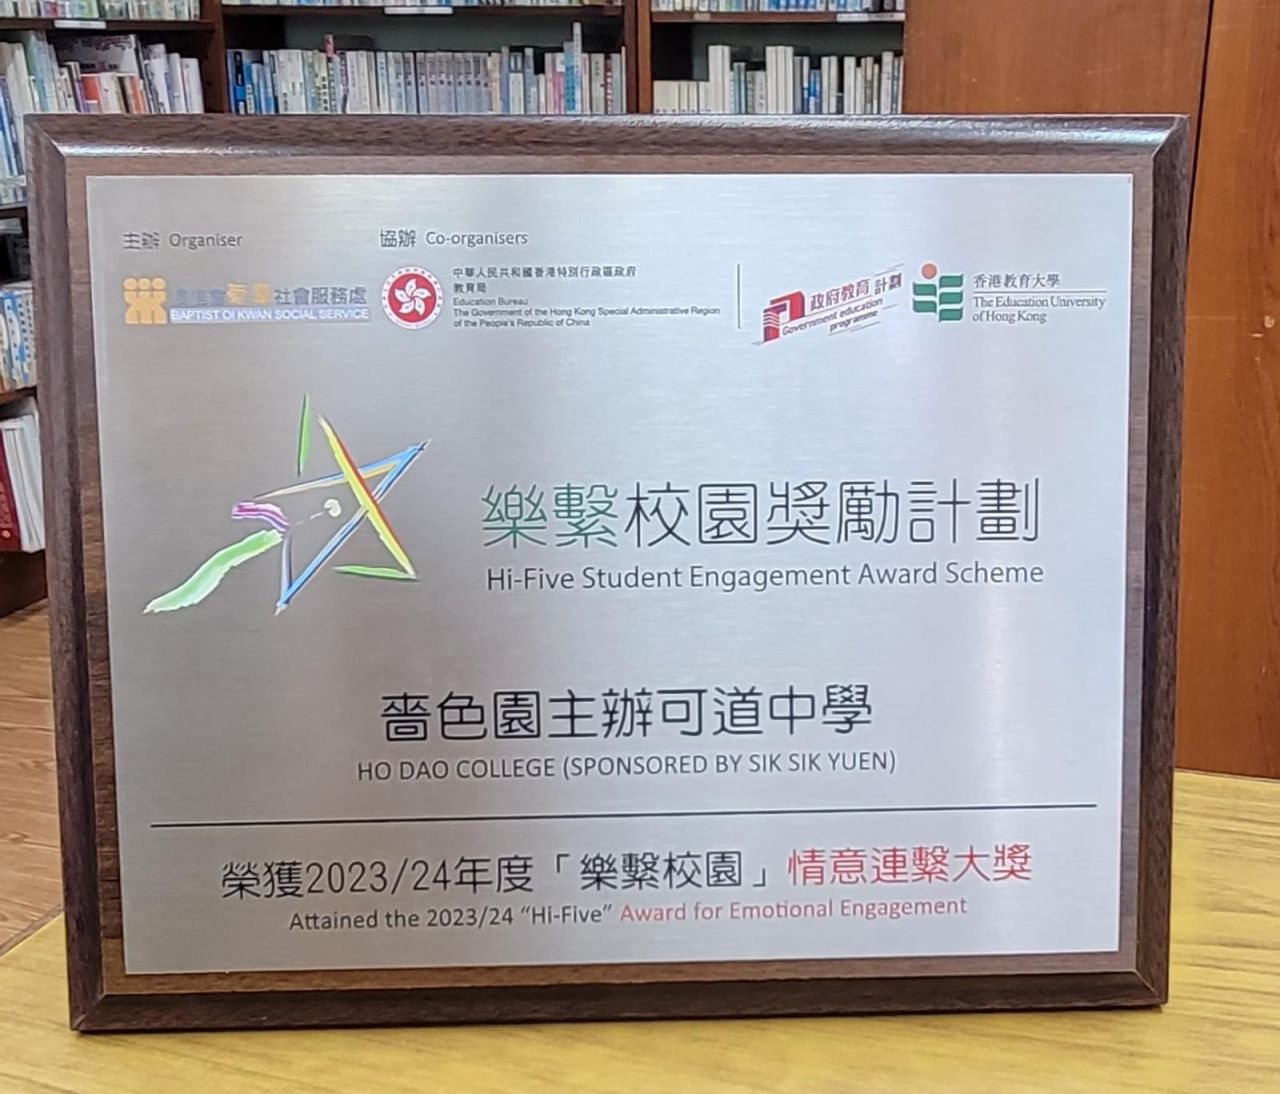 主辦 Organiser
協辦 Co-organisers
浸信會愛羣社會服務處
BAPTIST OI KWAN SOCIAL SERVICE
中華人民共和國香港特別行政區政府
教育局
Education Bureau
The Government of the Hong Kong Special Administrative Region
of the People's Republic of China
政府教育計劃
Government education
programme
香港教育大學
The Education University
of Hong Kong
樂繫校園獎勵計劃
Hi-Five Student Engagement Award Scheme
嗇色園主辦可道中學
HO DAO COLLEGE (SPONSORED BY SIK SIK YUEN)
榮獲2023/24年度「樂繫校園」情意連繫大獎
Attained the 2023/24 “Hi-Five” Award for Emotional Engagement